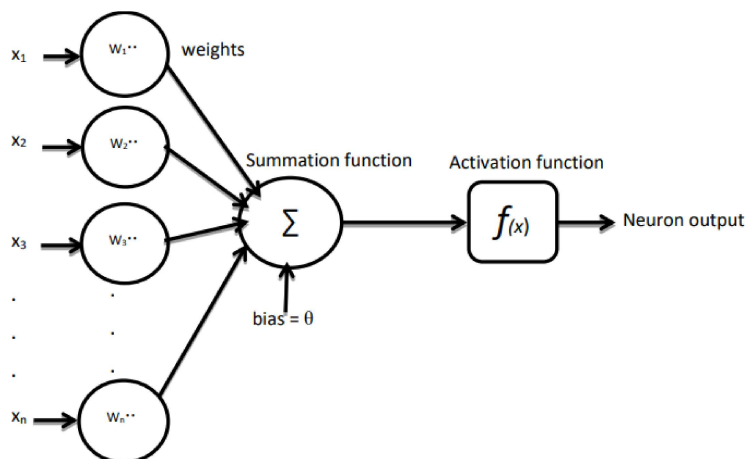 x₁
w₁··
weights
x₂
w₂··
Summation function
Activation function
x₃
w₃··
Σ
f(x)
Neuron output
. .
. .
bias = θ
. .
xₙ
wₙ··